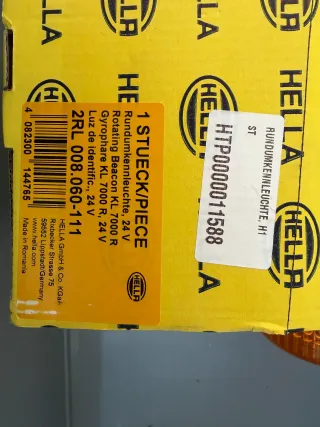 HELLA
HELLA
HELLA
HELLA
HELLA
1 STUECK/PIECE
Rundumkennleuchte, 24 V
Rotating Beacon KL 7000 R
Gyrophare KL 7000 R, 24 V
Luz de identific., 24 V
2RL 008.060-111
4 082300 144765
HELLA GmbH & Co. KGaA
Rixbecker Strasse 75
59552 Lippstadt/Germany
www.hella.com
Made in Romania
HELLA
RUNDUMKENNLEUCHTE, H1
ST
HTP0000011588